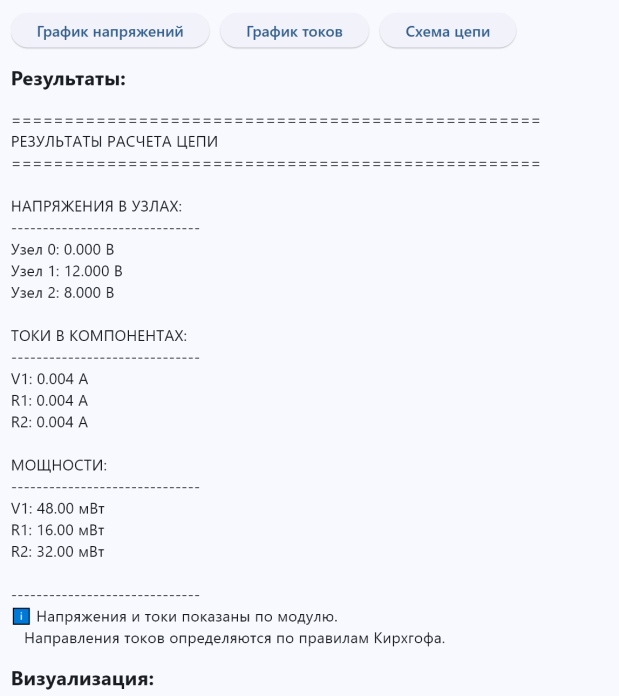 График напряжений График токов Схема цепи
Результаты:
==================================================
РЕЗУЛЬТАТЫ РАСЧЕТА ЦЕПИ
==================================================
НАПРЯЖЕНИЯ В УЗЛАХ:
------------------------------
Узел 0: 0.000 В
Узел 1: 12.000 В
Узел 2: 8.000 В
ТОКИ В КОМПОНЕНТАХ:
------------------------------
V1: 0.004 А
R1: 0.004 А
R2: 0.004 А
МОЩНОСТИ:
------------------------------
V1: 48.00 мВт
R1: 16.00 мВт
R2: 32.00 мВт
------------------------------
ℹ Напряжения и токи показаны по модулю.
Направления токов определяются по правилам Кирхгофа.
Визуализация: